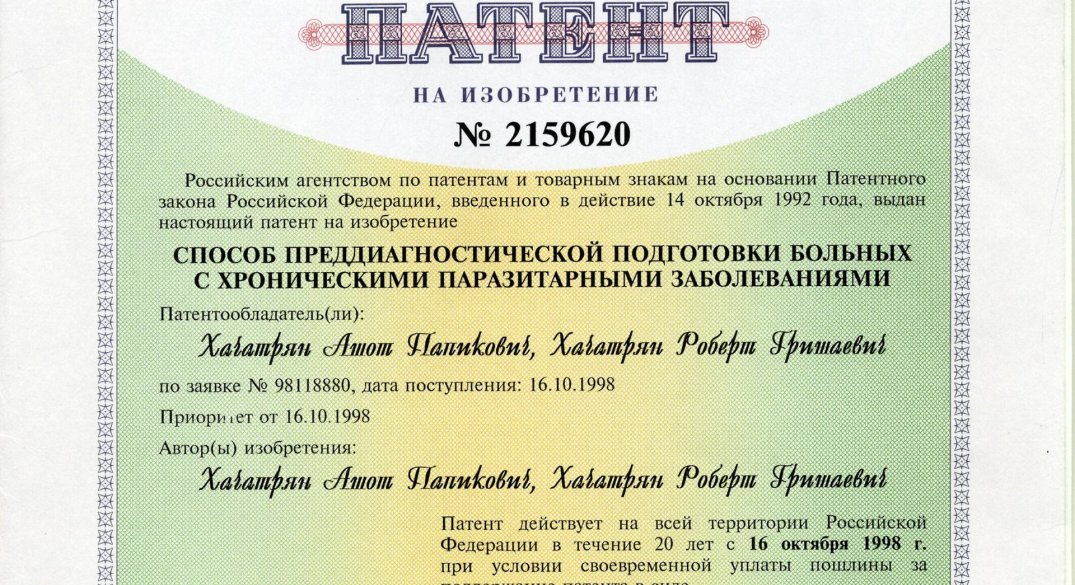 ПАТЕНТ
НА ИЗОБРЕТЕНИЕ
№ 2159620
Российским агентством по патентам и товарным знакам на основании Патентного
закона Российской Федерации, введенного в действие 14 октября 1992 года, выдан
настоящий патент на изобретение
СПОСОБ ПРЕДДИАГНОСТИЧЕСКОЙ ПОДГОТОВКИ БОЛЬНЫХ
С ХРОНИЧЕСКИМИ ПАРАЗИТАРНЫМИ ЗАБОЛЕВАНИЯМИ
Патентообладатель(ли):
Хачатрян Ашот Папикович, Хачатрян Роберт Гришаевич
по заявке № 98118880, дата поступления: 16.10.1998
Приоритет от 16.10.1998
Автор(ы) изобретения:
Хачатрян Ашот Папикович, Хачатрян Роберт Гришаевич
Патент действует на всей территории Российской
Федерации в течение 20 лет с 16 октября 1998 г.
при условии своевременной уплаты пошлины за
поддержание патента в силе